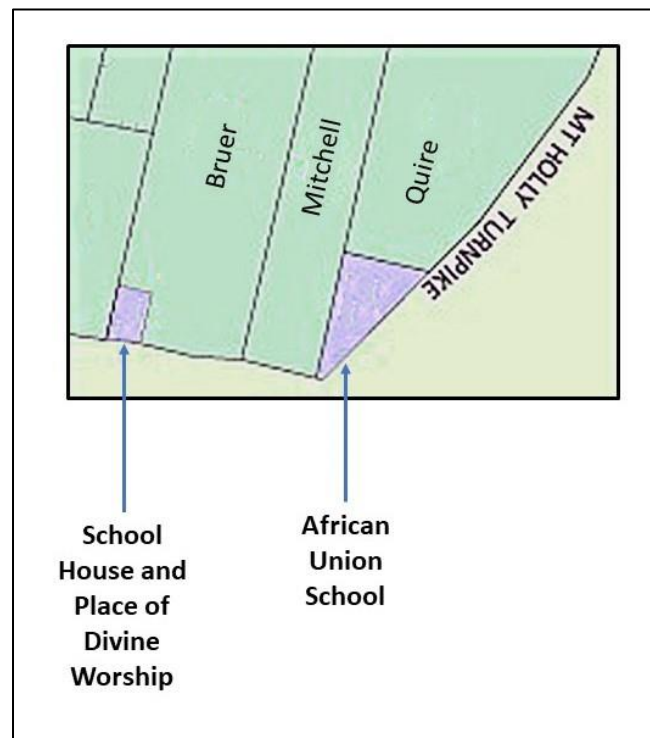 Bruer
Mitchell
Quire
MT HOLLY TURNPIKE
School
House and
Place of
Divine
Worship
African
Union
School